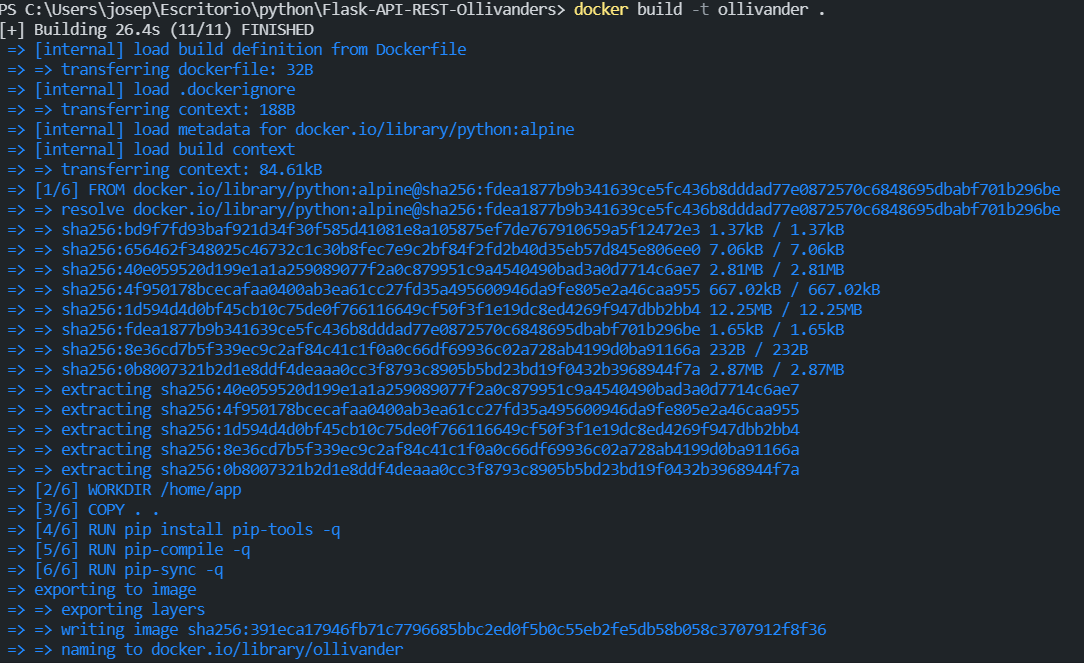 PS C:\Users\josep\Escritorio\python\Flask-API-REST-Ollivanders> docker build -t ollivander .
[+] Building 26.4s (11/11) FINISHED
=> [internal] load build definition from Dockerfile
=> => transferring dockerfile: 32B
=> [internal] load .dockerignore
=> => transferring context: 188B
=> [internal] load metadata for docker.io/library/python:alpine
=> [internal] load build context
=> => transferring context: 84.61kB
=> [1/6] FROM docker.io/library/python:alpine@sha256:fdea1877b9b341639ce5fc436b8dddad77e0872570c6848695dbabf701b296be
=> => resolve docker.io/library/python:alpine@sha256:fdea1877b9b341639ce5fc436b8dddad77e0872570c6848695dbabf701b296be
=> => sha256:bd9f7fd93baf921d34f30f585d41081e8a105875ef7de767910659a5f12472e3 1.37kB / 1.37kB
=> => sha256:656462f348025c46732c1c30b8fec7e9c2bf84f2fd2b40d35eb57d845e806ee0 7.06kB / 7.06kB
=> => sha256:40e059520d199e1a1a259089077f2a0c879951c9a4540490bad3a0d7714c6ae7 2.81MB / 2.81MB
=> => sha256:4f950178bcecafaa0400ab3ea61cc27fd35a495600946da9fe805e2a46caa955 667.02kB / 667.02kB
=> => sha256:1d594d4d0bf45cb10c75de0f766116649cf50f3f1e19dc8ed4269f947dbb2bb4 12.25MB / 12.25MB
=> => sha256:fdea1877b9b341639ce5fc436b8dddad77e0872570c6848695dbabf701b296be 1.65kB / 1.65kB
=> => sha256:8e36cd7b5f339ec9c2af84c41c1f0a0c66df69936c02a728ab4199d0ba91166a 232B / 232B
=> => sha256:0b8007321b2d1e8ddf4deaaa0cc3f8793c8905b5bd23bd19f0432b3968944f7a 2.87MB / 2.87MB
=> => extracting sha256:40e059520d199e1a1a259089077f2a0c879951c9a4540490bad3a0d7714c6ae7
=> => extracting sha256:4f950178bcecafaa0400ab3ea61cc27fd35a495600946da9fe805e2a46caa955
=> => extracting sha256:1d594d4d0bf45cb10c75de0f766116649cf50f3f1e19dc8ed4269f947dbb2bb4
=> => extracting sha256:8e36cd7b5f339ec9c2af84c41c1f0a0c66df69936c02a728ab4199d0ba91166a
=> => extracting sha256:0b8007321b2d1e8ddf4deaaa0cc3f8793c8905b5bd23bd19f0432b3968944f7a
=> [2/6] WORKDIR /home/app
=> [3/6] COPY . .
=> [4/6] RUN pip install pip-tools -q
=> [5/6] RUN pip-compile -q
=> [6/6] RUN pip-sync -q
=> exporting to image
=> => exporting layers
=> => writing image sha256:391eca17946fb71c7796685bbc2ed0f5b0c55eb2fe5db58b058c3707912f8f36
=> => naming to docker.io/library/ollivander